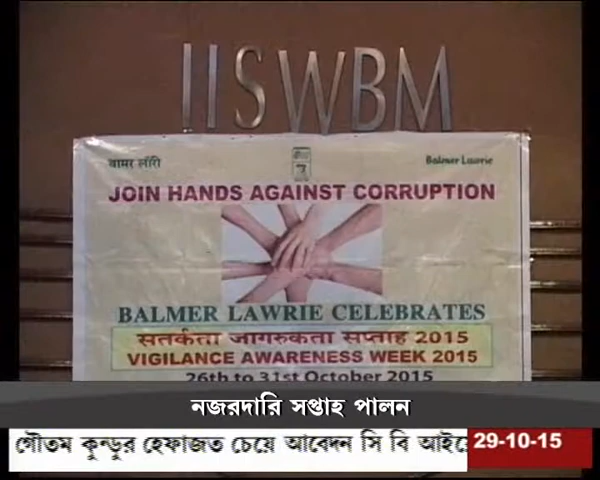 IISWBM
बामर लॉरी
Balmer Lawrie
JOIN HANDS AGAINST CORRUPTION
BALMER LAWRIE CELEBRATES
सतर्कता जागरुकता सप्ताह 2015
VIGILANCE AWARENESS WEEK 2015
26th to 31st October 2015
নজরদারি সপ্তাহ পালন
গৌতম কুন্ডুর হেফাজত চেয়ে আবেদন সি বি আইয়ে
29-10-15